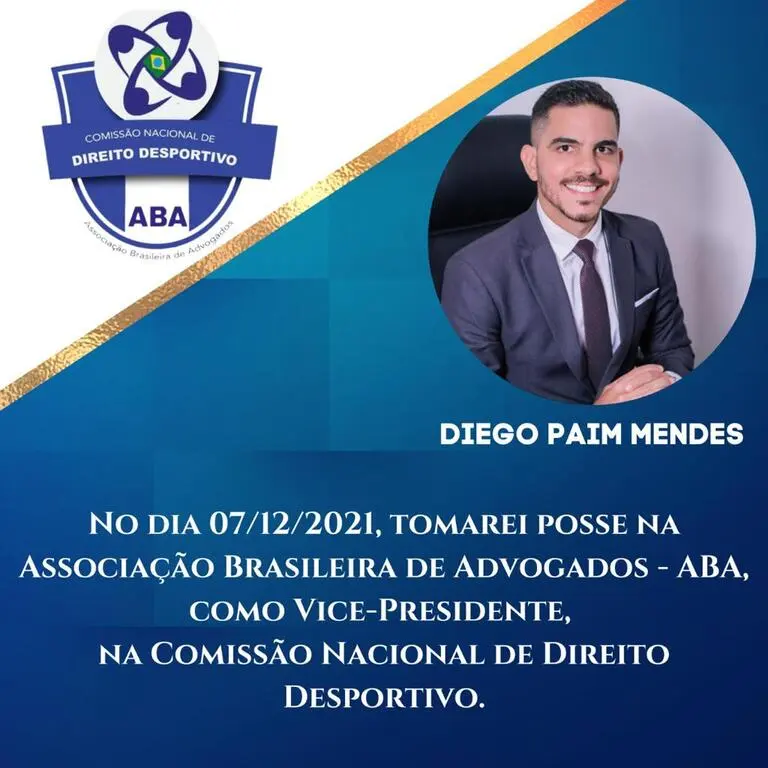 COMISSÃO NACIONAL DE
DIREITO DESPORTIVO
ABA
Associação Brasileira de Advogados
DIEGO PAIM MENDES
No dia 07/12/2021, tomarei posse na
Associação Brasileira de Advogados - ABA,
como Vice-Presidente,
na Comissão Nacional de Direito
Desportivo.